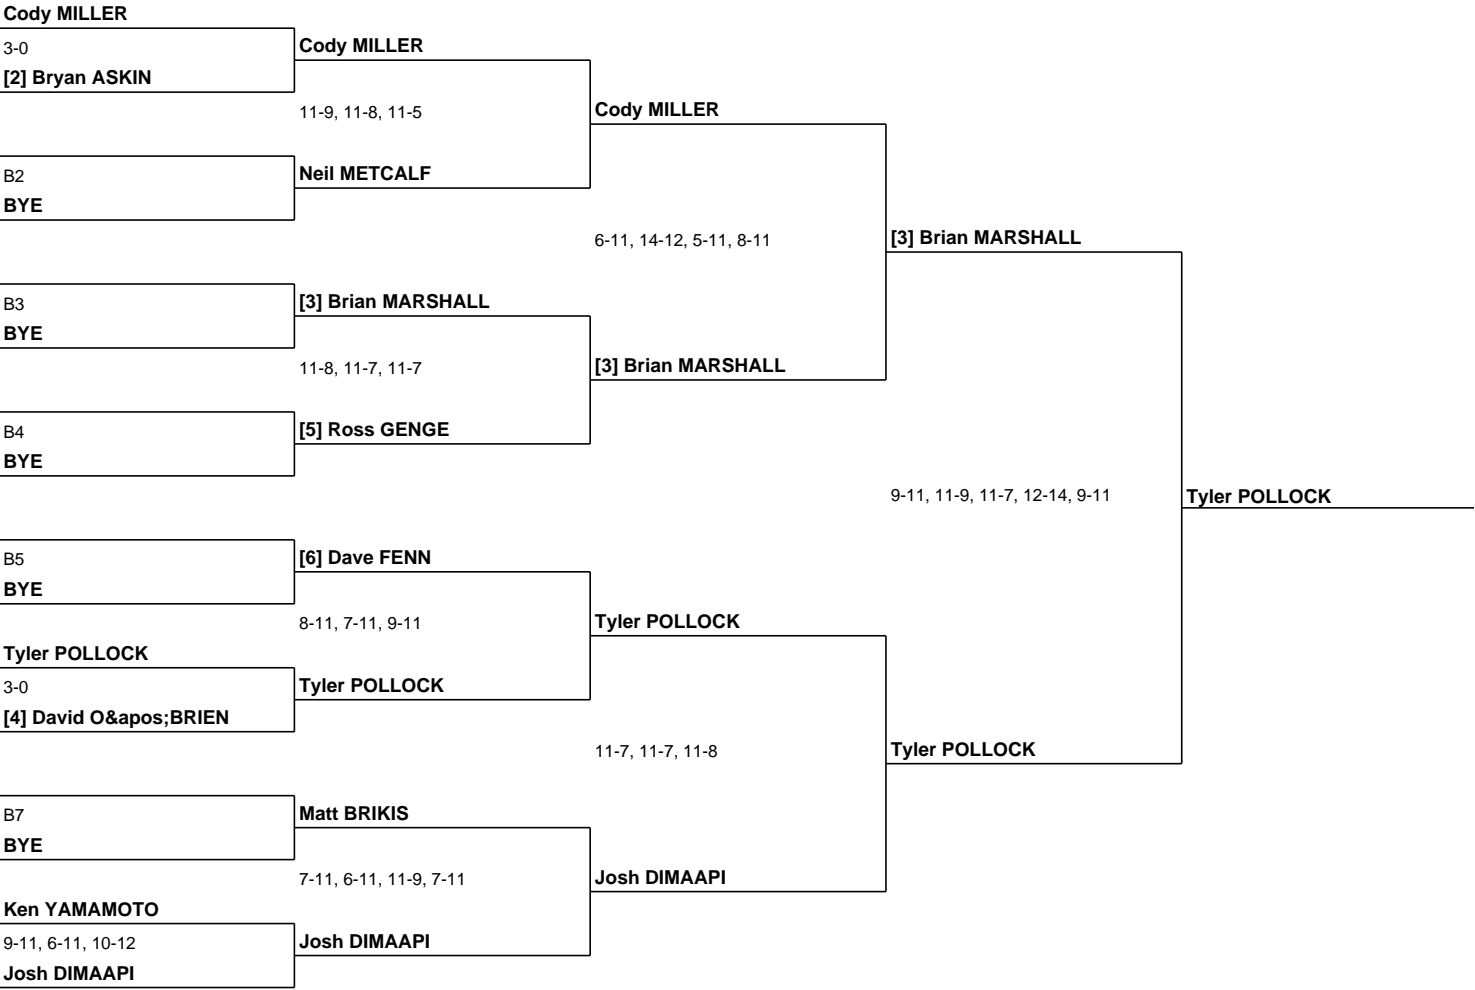 Cody MILLER
3-0
[2] Bryan ASKIN
Cody MILLER
11-9, 11-8, 11-5
B2
BYE
Neil METCALF
Cody MILLER
6-11, 14-12, 5-11, 8-11
B3
BYE
[3] Brian MARSHALL
11-8, 11-7, 11-7
B4
BYE
[5] Ross GENGE
[3] Brian MARSHALL
[3] Brian MARSHALL
9-11, 11-9, 11-7, 12-14, 9-11
Tyler POLLOCK
B5
BYE
[6] Dave FENN
8-11, 7-11, 9-11
Tyler POLLOCK
3-0
[4] David O&apos;BRIEN
Tyler POLLOCK
Tyler POLLOCK
11-7, 11-7, 11-8
Tyler POLLOCK
B7
BYE
Matt BRIKIS
7-11, 6-11, 11-9, 7-11
Ken YAMAMOTO
9-11, 6-11, 10-12
Josh DIMAAPI
Josh DIMAAPI
Josh DIMAAPI